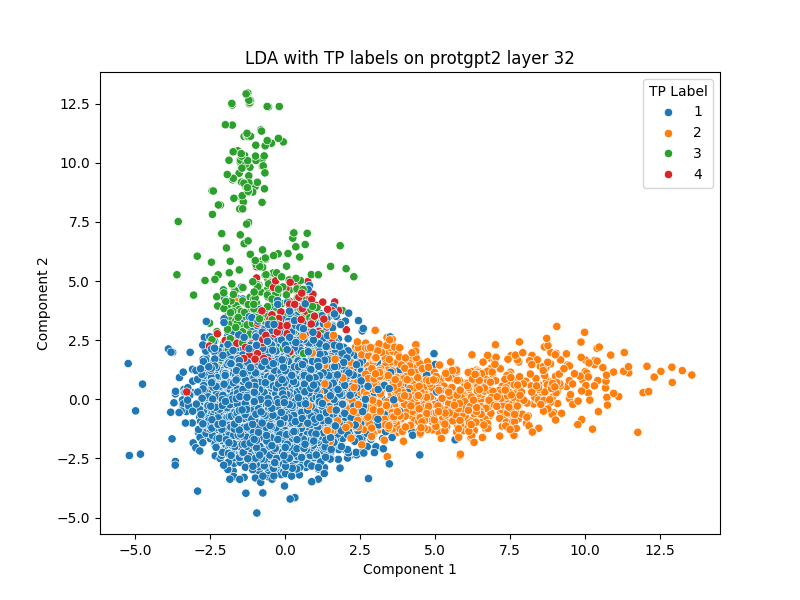 LDA with TP labels on protgpt2 layer 32
TP Label
1
2
3
4
12.5
10.0
7.5
5.0
2.5
0.0
−2.5
−5.0
Component 2
−5.0 −2.5 0.0 2.5 5.0 7.5 10.0 12.5
Component 1